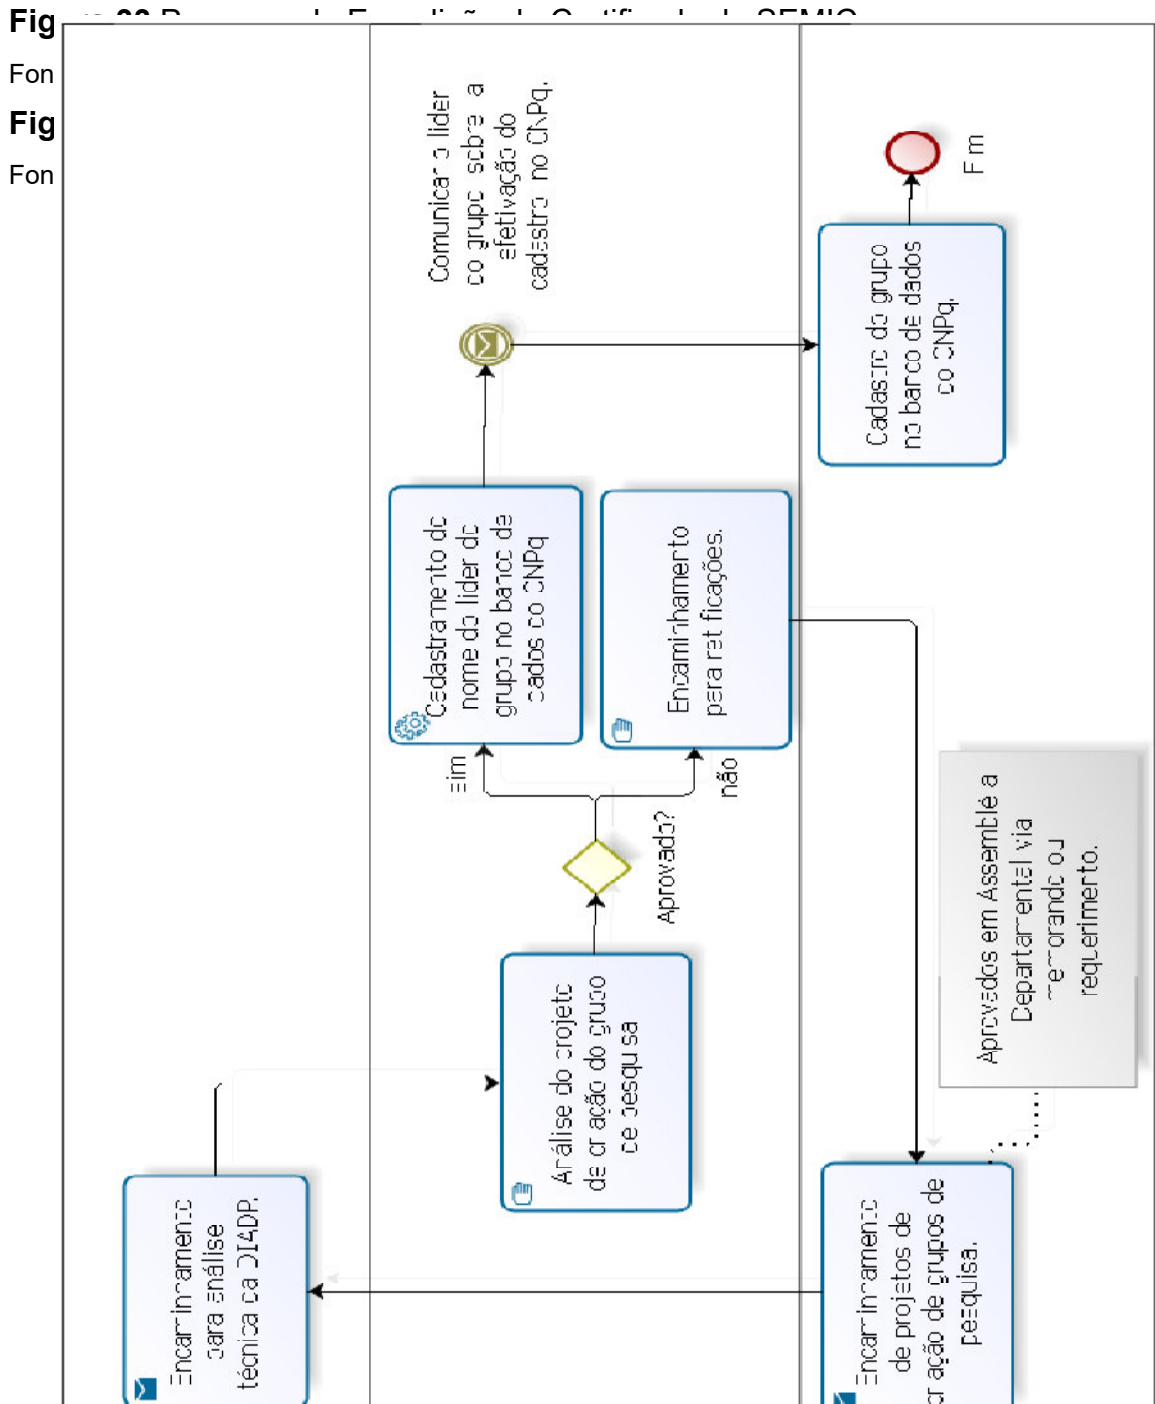 Fig
Fon
Fig
Fon
Comunicar o lider
do grupo sobre a
efetivação do
cadastro no CNPq.
Fim
Cadastro do grupo
no banco de dados
do CNPq.
Cadastramento do
nome do lider do
grupo no banco de
dados do CNPq
Encaminhamento
para retificações.
sim
não
Aprovado?
Aprovados em Assembléa
Departamental via
memorando ou
requerimento.
Análise do projeto
de criação do grupo
de pesquisa
Encaminhamento
para análise
técnica da DIADP.
Encaminhamento
de projetos de
criação de grupos de
pesquisa.